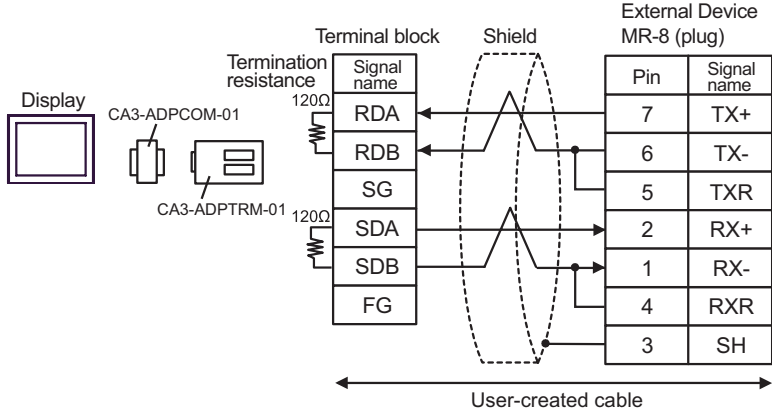 External Device
MR-8 (plug)
Terminal block
Shield
Termination
resistance
Display
CA3-ADPCOM-01
CA3-ADPTRM-01
120Ω
120Ω
Signal
name
RDA
RDB
SG
SDA
SDB
FG
Pin
Signal
name
7 TX+
6 TX-
5 TXR
2 RX+
1 RX-
4 RXR
3 SH
User-created cable